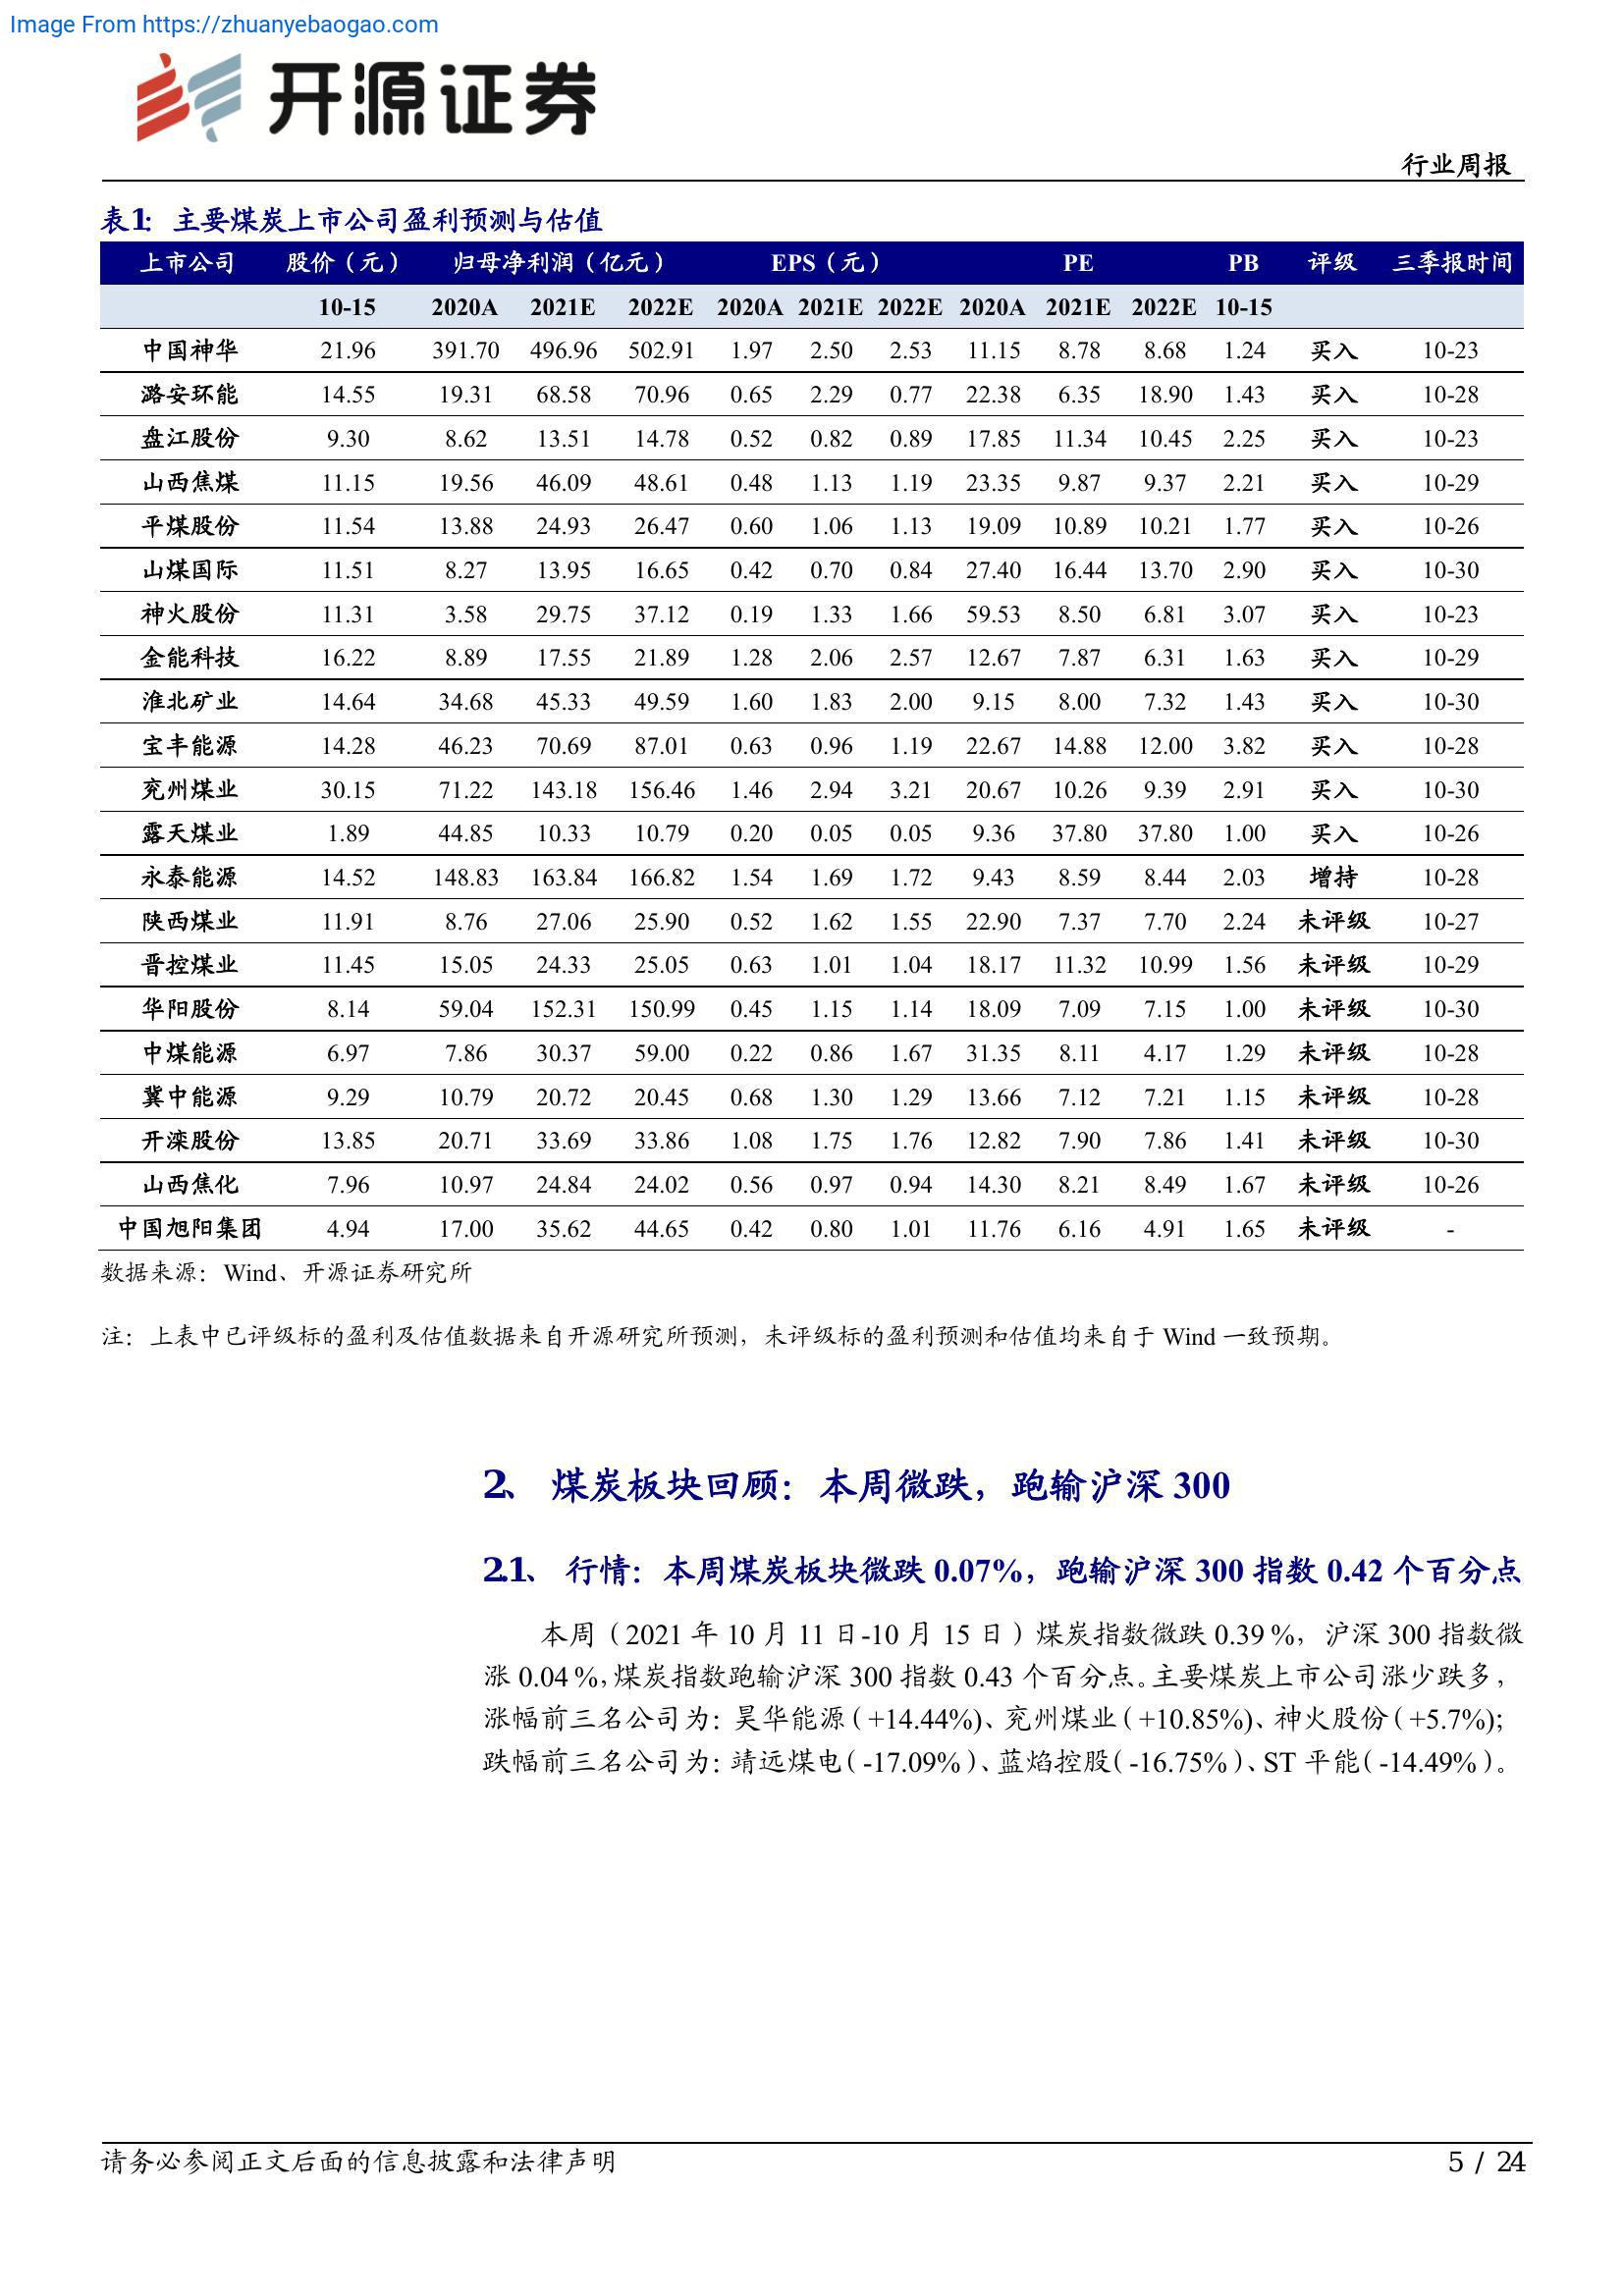 Image From https://zhuanyebaogao.com
开源证券
行业周报
表1: 主要煤炭上市公司盈利预测与估值
上市公司 股价（元） 归母净利润（亿元） EPS（元） PE PB 评级 三季报时间
10-15 2020A 2021E 2022E 2020A 2021E 2022E 2020A 2021E 2022E 10-15
中国神华 21.96 391.70 496.96 502.91 1.97 2.50 2.53 11.15 8.78 8.68 1.24 买入 10-23
潞安环能 14.55 19.31 68.58 70.96 0.65 2.29 0.77 22.38 6.35 18.90 1.43 买入 10-28
盘江股份 9.30 8.62 13.51 14.78 0.52 0.82 0.89 17.85 11.34 10.45 2.25 买入 10-23
山西焦煤 11.15 19.56 46.09 48.61 0.48 1.13 1.19 23.35 9.87 9.37 2.21 买入 10-29
平煤股份 11.54 13.88 24.93 26.47 0.60 1.06 1.13 19.09 10.89 10.21 1.77 买入 10-26
山煤国际 11.51 8.27 13.95 16.65 0.42 0.70 0.84 27.40 16.44 13.70 2.90 买入 10-30
神火股份 11.31 3.58 29.75 37.12 0.19 1.33 1.66 59.53 8.50 6.81 3.07 买入 10-23
金能科技 16.22 8.89 17.55 21.89 1.28 2.06 2.57 12.67 7.87 6.31 1.63 买入 10-29
淮北矿业 14.64 34.68 45.33 49.59 1.60 1.83 2.00 9.15 8.00 7.32 1.43 买入 10-30
宝丰能源 14.28 46.23 70.69 87.01 0.63 0.96 1.19 22.67 14.88 12.00 3.82 买入 10-28
兖州煤业 30.15 71.22 143.18 156.46 1.46 2.94 3.21 20.67 10.26 9.39 2.91 买入 10-30
露天煤业 1.89 44.85 10.33 10.79 0.20 0.05 0.05 9.36 37.80 37.80 1.00 买入 10-26
永泰能源 14.52 148.83 163.84 166.82 1.54 1.69 1.72 9.43 8.59 8.44 2.03 增持 10-28
陕西煤业 11.91 8.76 27.06 25.90 0.52 1.62 1.55 22.90 7.37 7.70 2.24 未评级 10-27
晋控煤业 11.45 15.05 24.33 25.05 0.63 1.01 1.04 18.17 11.32 10.99 1.56 未评级 10-29
华阳股份 8.14 59.04 152.31 150.99 0.45 1.15 1.14 18.09 7.09 7.15 1.00 未评级 10-30
中煤能源 6.97 7.86 30.37 59.00 0.22 0.86 1.67 31.35 8.11 4.17 1.29 未评级 10-28
冀中能源 9.29 10.79 20.72 20.45 0.68 1.30 1.29 13.66 7.12 7.21 1.15 未评级 10-28
开滦股份 13.85 20.71 33.69 33.86 1.08 1.75 1.76 12.82 7.90 7.86 1.41 未评级 10-30
山西焦化 7.96 10.97 24.84 24.02 0.56 0.97 0.94 14.30 8.21 8.49 1.67 未评级 10-26
中国旭阳集团 4.94 17.00 35.62 44.65 0.42 0.80 1.01 11.76 6.16 4.91 1.65 未评级 -
数据来源：Wind、开源证券研究所
注：上表中已评级标的盈利及估值数据来自开源研究所预测，未评级标的盈利预测和估值均来自于 Wind 一致预期。
2、 煤炭板块回顾：本周微跌，跑输沪深 300
2.1、 行情：本周煤炭板块微跌 0.07%，跑输沪深 300 指数 0.42 个百分点
本周（2021 年 10 月 11 日-10 月 15 日）煤炭指数微跌 0.39 %，沪深 300 指数微
涨 0.04 %，煤炭指数跑输沪深 300 指数 0.43 个百分点。主要煤炭上市公司涨少跌多，
涨幅前三名公司为：昊华能源（+14.44%）、兖州煤业（+10.85%）、神火股份（+5.7%）；
跌幅前三名公司为：靖远煤电（-17.09%）、蓝焰控股（-16.75%）、ST 平能（-14.49%）。
请务必参阅正文后面的信息披露和法律声明
5 / 24